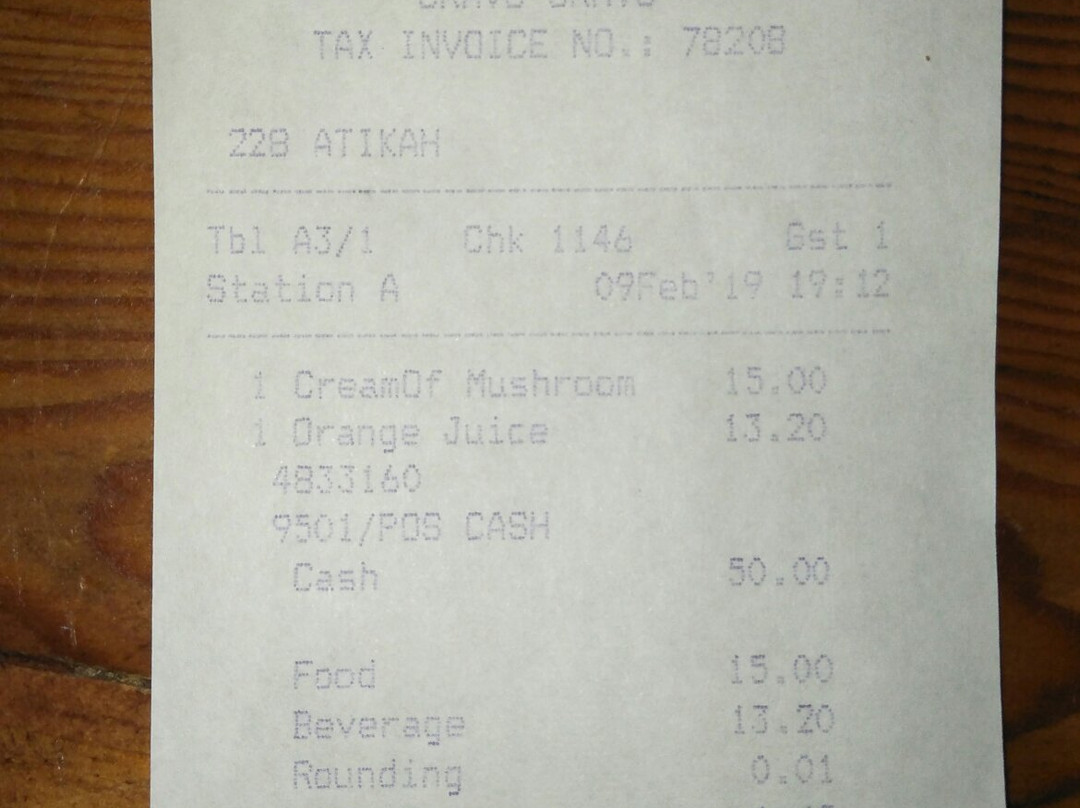 TAX INVOICE NO.: 78208
228 ATIKAH
Tbl A3/1 Chk 1146 Gst 1
Station A 09Feb'19 19:12
1 CreamOf Mushroom 15.00
1 Orange Juice 13.20
4833160
9501/POS CASH
Cash 50.00
Food 15.00
Beverage 13.20
Rounding 0.01